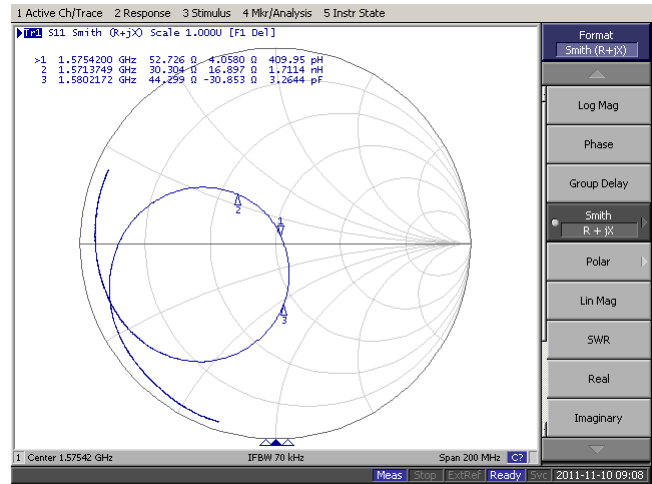 1 Active Ch/Trace 2 Response 3 Stimulus 4 Mkr/Analysis 5 Instr State
Tr1 S11 Smith (R+jX) Scale 1.000U [F1 Del]
>1 1.5754200 GHz 52.726 Ω 4.0580 Ω 409.95 pH
2 1.5713749 GHz 30.304 Ω 16.897 Ω 1.7114 nH
3 1.5802172 GHz 44.299 Ω -30.853 Ω 3.2644 pF
2
1
3
1 Center 1.57542 GHz IFBW 70 kHz Span 200 MHz C?
Format
Smith (R+jX)
Log Mag
Phase
Group Delay
Smith
R + jX
Polar
Lin Mag
SWR
Real
Imaginary
Meas Stop ExtRef Ready Svc 2011-11-10 09:08